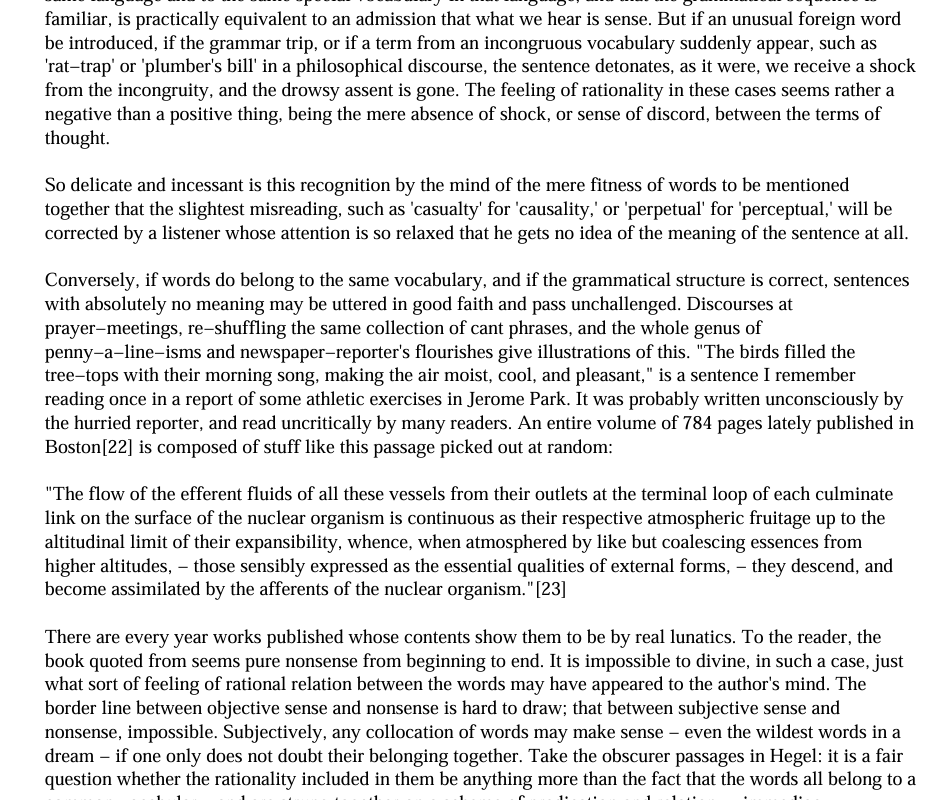 same language and to the same special vocabulary in that language, and that the grammatical sequence is
familiar, is practically equivalent to an admission that what we hear is sense. But if an unusual foreign word
be introduced, if the grammar trip, or if a term from an incongruous vocabulary suddenly appear, such as
'rat−trap' or 'plumber's bill' in a philosophical discourse, the sentence detonates, as it were, we receive a shock
from the incongruity, and the drowsy assent is gone. The feeling of rationality in these cases seems rather a
negative than a positive thing, being the mere absence of shock, or sense of discord, between the terms of
thought.
So delicate and incessant is this recognition by the mind of the mere fitness of words to be mentioned
together that the slightest misreading, such as 'casualty' for 'causality,' or 'perpetual' for 'perceptual,' will be
corrected by a listener whose attention is so relaxed that he gets no idea of the meaning of the sentence at all.
Conversely, if words do belong to the same vocabulary, and if the grammatical structure is correct, sentences
with absolutely no meaning may be uttered in good faith and pass unchallenged. Discourses at
prayer−meetings, re−shuffling the same collection of cant phrases, and the whole genus of
penny−a−line−isms and newspaper−reporter's flourishes give illustrations of this. "The birds filled the
tree−tops with their morning song, making the air moist, cool, and pleasant," is a sentence I remember
reading once in a report of some athletic exercises in Jerome Park. It was probably written unconsciously by
the hurried reporter, and read uncritically by many readers. An entire volume of 784 pages lately published in
Boston[22] is composed of stuff like this passage picked out at random:
"The flow of the efferent fluids of all these vessels from their outlets at the terminal loop of each culminate
link on the surface of the nuclear organism is continuous as their respective atmospheric fruitage up to the
altitudinal limit of their expansibility, whence, when atmosphered by like but coalescing essences from
higher altitudes, − those sensibly expressed as the essential qualities of external forms, − they descend, and
become assimilated by the afferents of the nuclear organism."[23]
There are every year works published whose contents show them to be by real lunatics. To the reader, the
book quoted from seems pure nonsense from beginning to end. It is impossible to divine, in such a case, just
what sort of feeling of rational relation between the words may have appeared to the author's mind. The
border line between objective sense and nonsense is hard to draw; that between subjective sense and
nonsense, impossible. Subjectively, any collocation of words may make sense − even the wildest words in a
dream − if one only does not doubt their belonging together. Take the obscurer passages in Hegel: it is a fair
question whether the rationality included in them be anything more than the fact that the words all belong to a